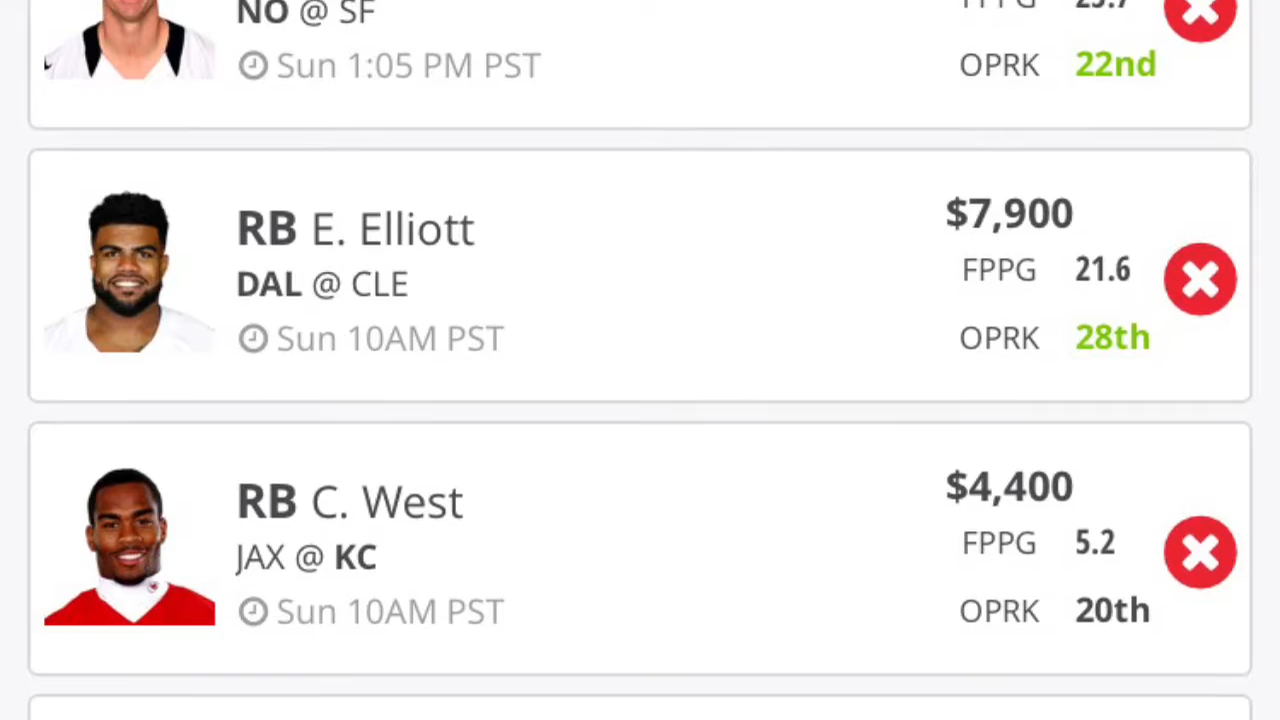 NO @ SF
Sun 1:05 PM PST
OPRK 22nd
RB E. Elliott
DAL @ CLE
Sun 10AM PST
$7,900
FPPG 21.6
OPRK 28th
RB C. West
JAX @ KC
Sun 10AM PST
$4,400
FPPG 5.2
OPRK 20th